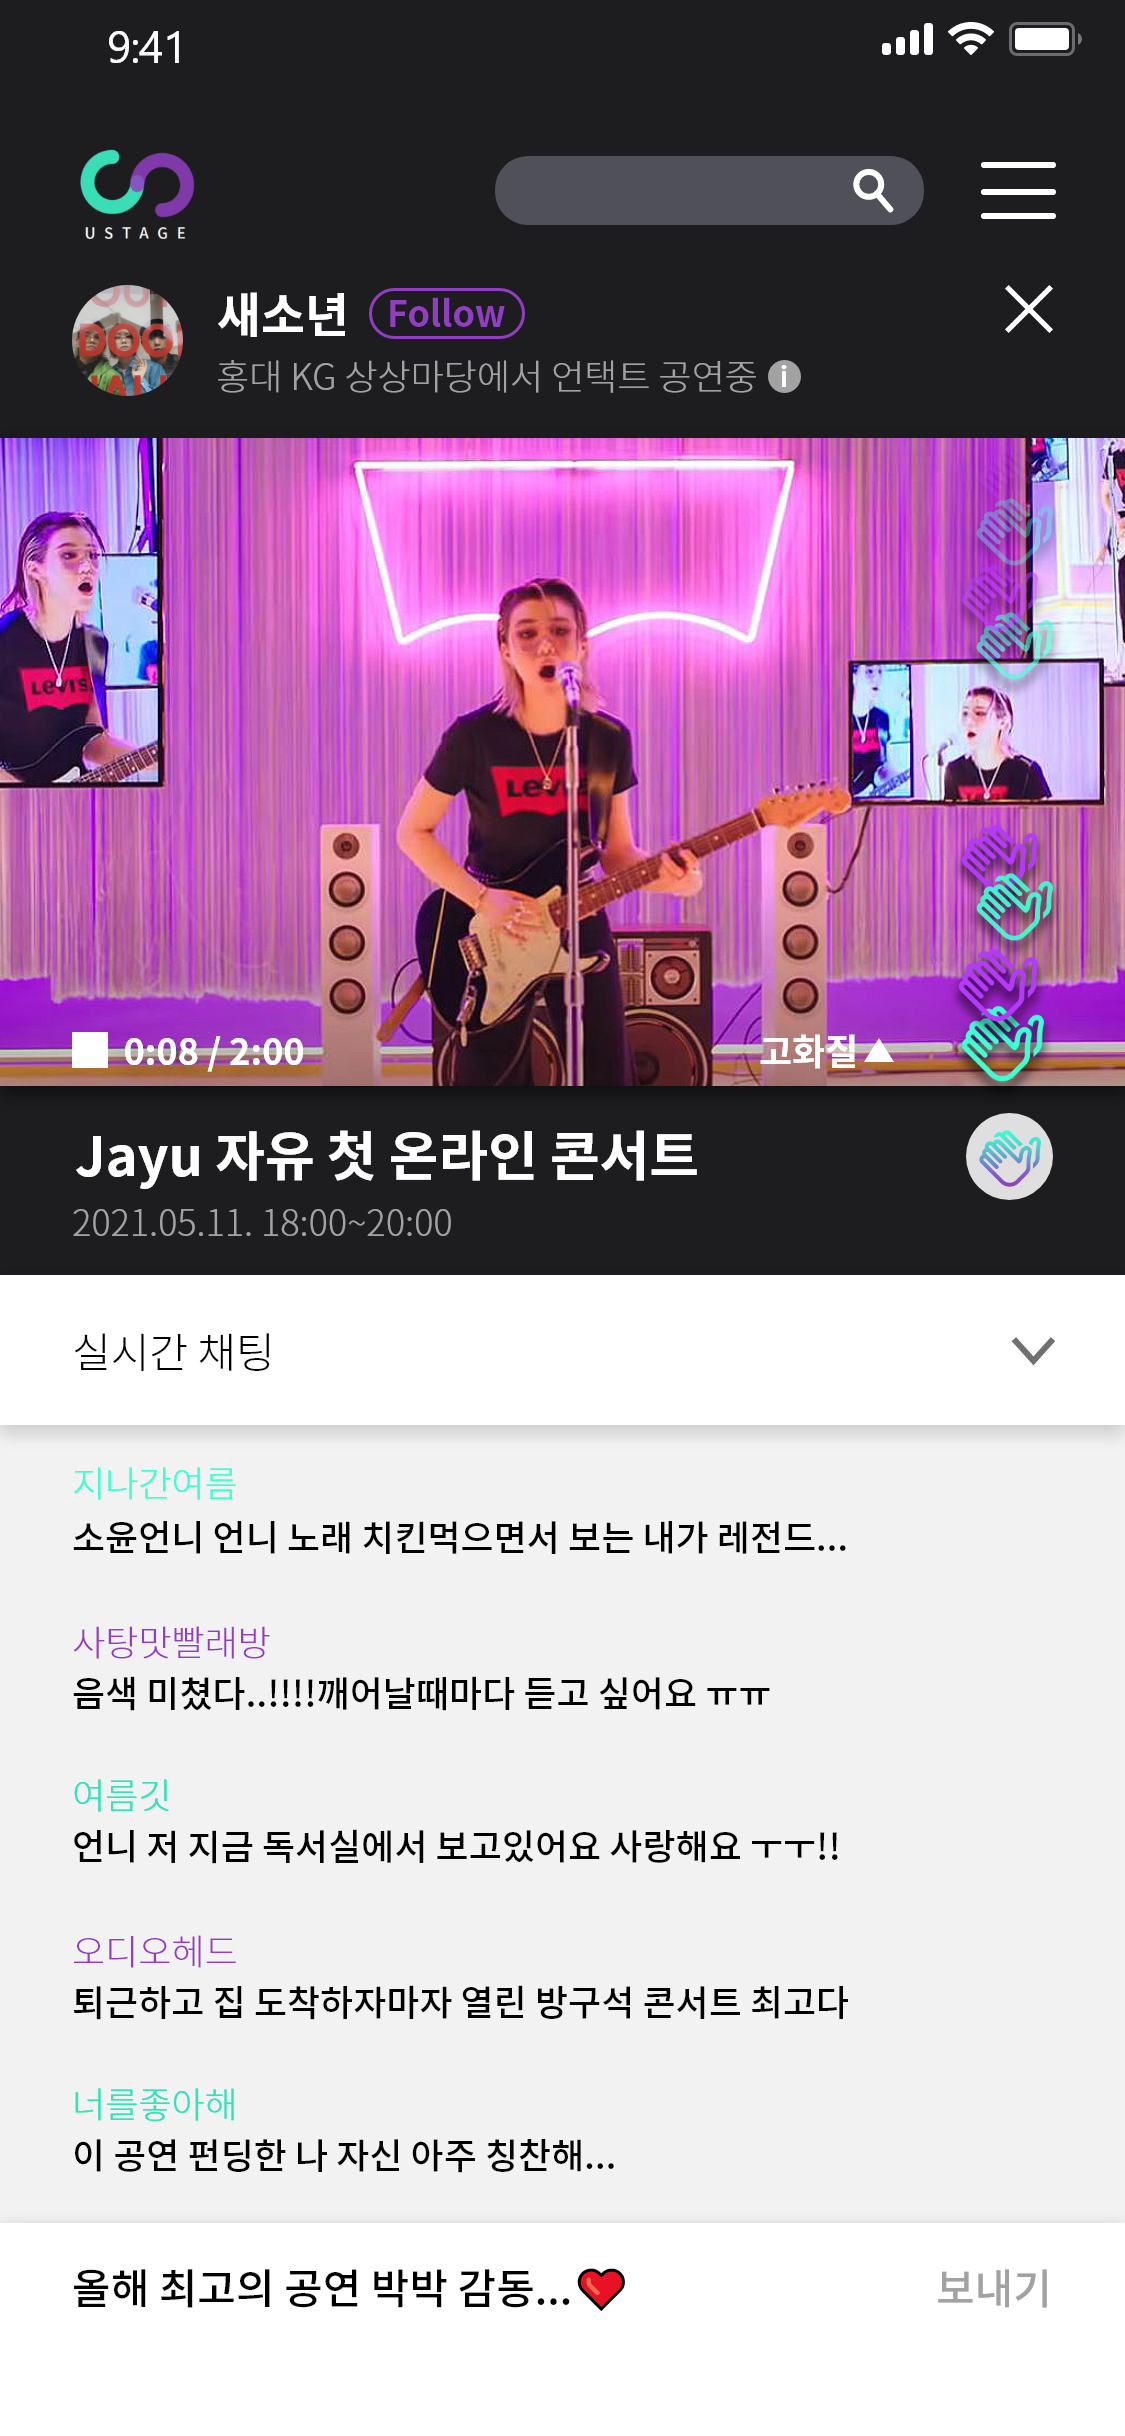 9:41
USTAGE
새소년 Follow
홍대 KG 상상마당에서 언택트 공연중 i
LEVI'S
LEVI'S
0:08 / 2:00 고화질▲
Jayu 자유 첫 온라인 콘서트
2021.05.11. 18:00~20:00
실시간 채팅
지나간여름
소윤언니 언니 노래 치킨먹으면서 보는 내가 레전드...
사탕맛빨래방
음색 미쳤다..!!!!깨어날때마다 듣고 싶어요 ㅠㅠ
여름깃
언니 저 지금 독서실에서 보고있어요 사랑해요 ㅜㅜ!!
오디오헤드
퇴근하고 집 도착하자마자 열린 방구석 콘서트 최고다
너를좋아해
이 공연 펀딩한 나 자신 아주 칭찬해...
올해 최고의 공연 박박 감동...❤️ 보내기